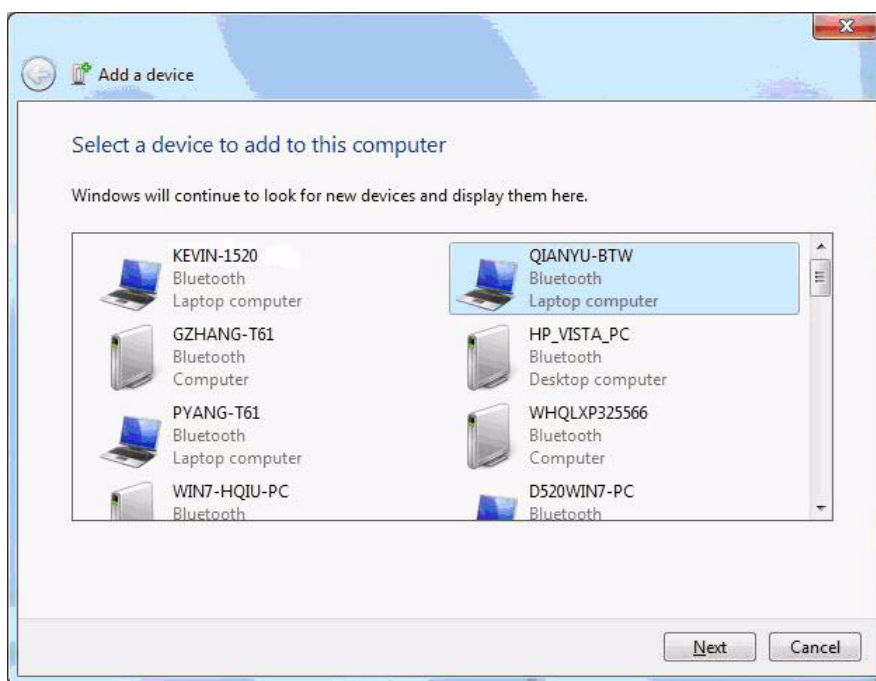 Add a device
Select a device to add to this computer
Windows will continue to look for new devices and display them here.
KEVIN-1520
Bluetooth
Laptop computer
QIANYU-BTW
Bluetooth
Laptop computer
GZHANG-T61
Bluetooth
Computer
HP_VISTA_PC
Bluetooth
Desktop computer
PYANG-T61
Bluetooth
Laptop computer
WHQLXP325566
Bluetooth
Computer
WIN7-HQIU-PC
Bluetooth
D520WIN7-PC
Bluetooth
Next
Cancel